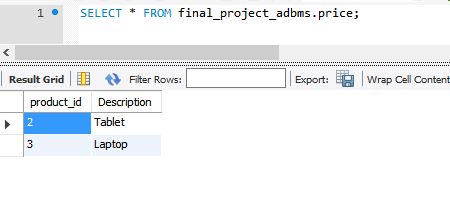 1 SELECT * FROM final_project_adbms.price;
Result Grid Filter Rows: Export: Wrap Cell Content
product_id Description
2 Tablet
3 Laptop